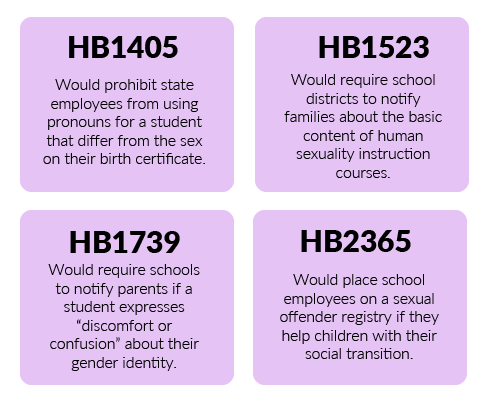 HB1405
Would prohibit state
employees from using
pronouns for a student
that differ from the sex
on their birth certificate.
HB1523
Would require school
districts to notify
families about the basic
content of human
sexuality instruction
courses.
HB1739
Would require schools
to notify parents if a
student expresses
“discomfort or
confusion” about their
gender identity.
HB2365
Would place school
employees on a sexual
offender registry if they
help children with their
social transition.